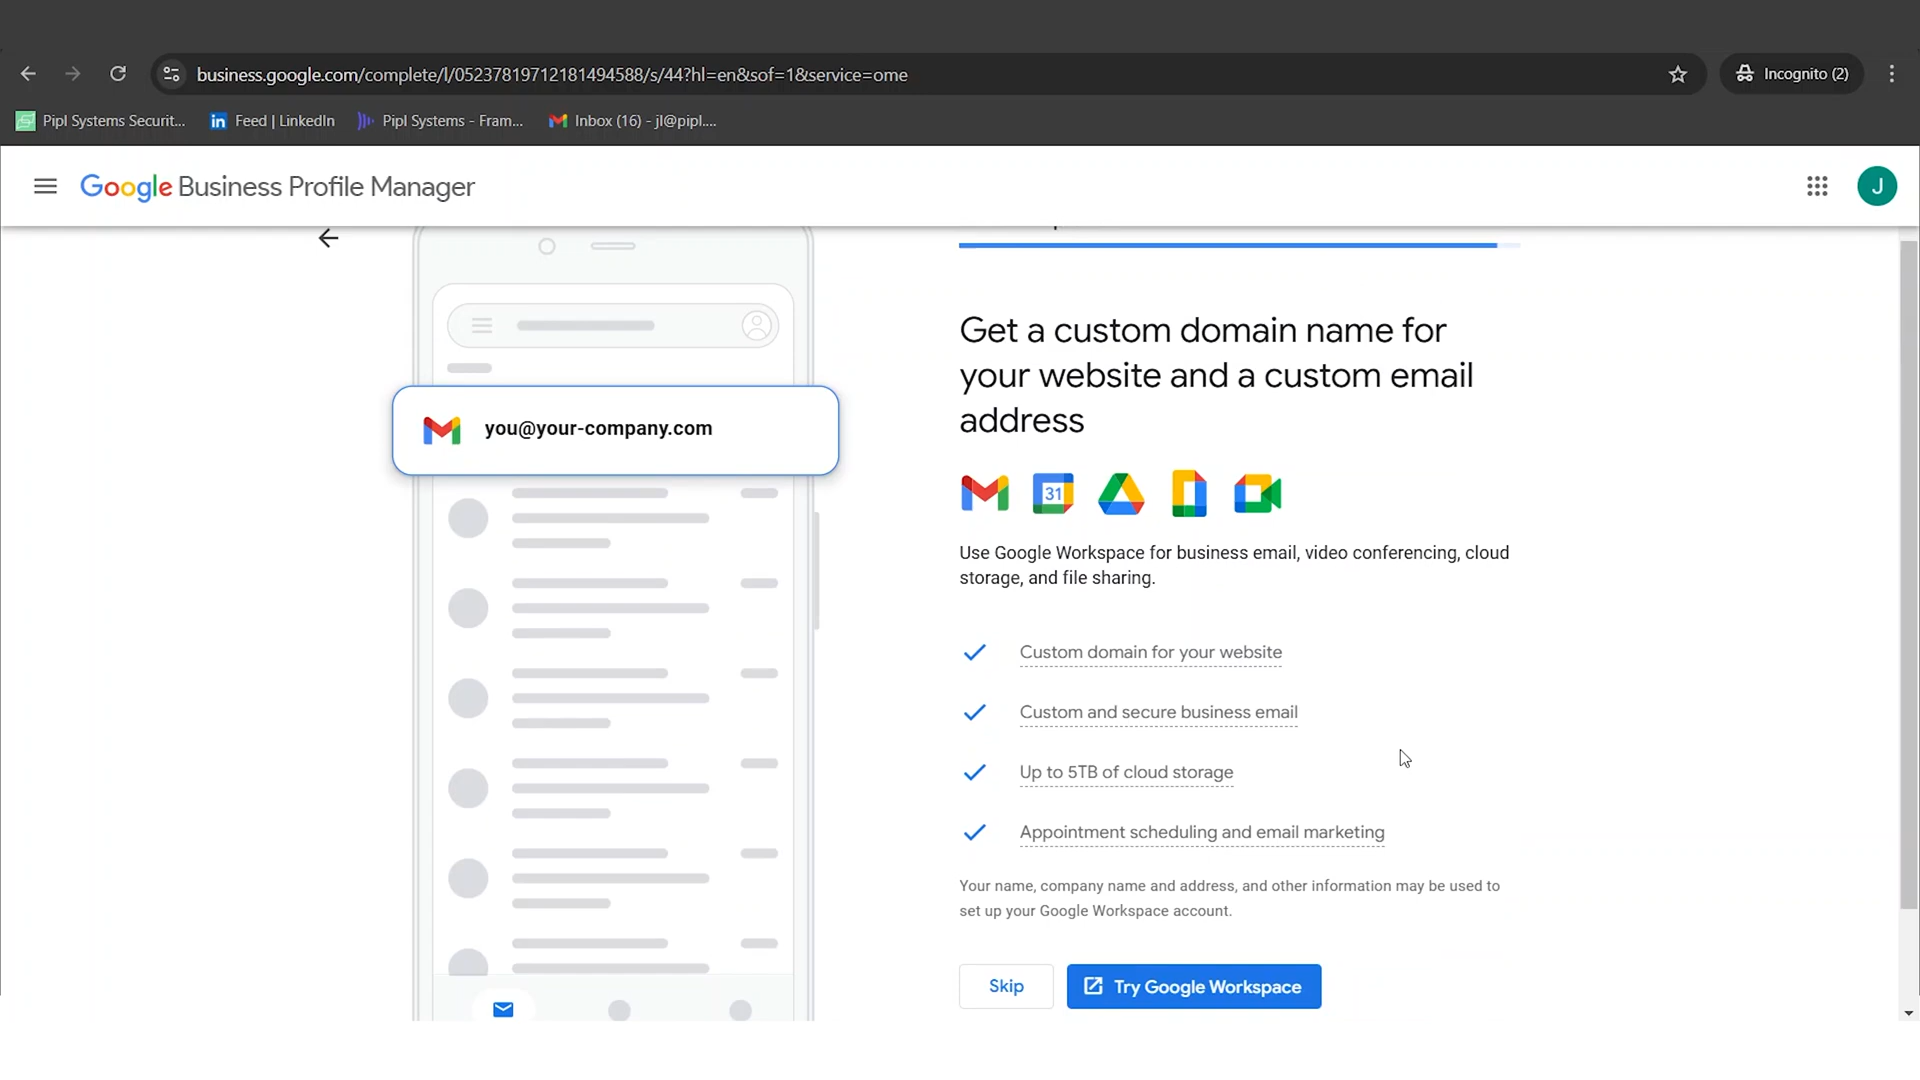 business.google.com/complete/l/05237819712181494588/s/44?hl=en&sof=1&service=ome
Incognito (2)
Pipl Systems Securit...
in
Feed | LinkedIn
Pipl Systems - Fram...
Inbox (16) - jl@pipl....
Google Business Profile Manager
J
you@your-company.com
Get a custom domain name for
your website and a custom email
address
31
Use Google Workspace for business email, video conferencing, cloud
storage, and file sharing.
Custom domain for your website
Custom and secure business email
Up to 5TB of cloud storage
Appointment scheduling and email marketing
Your name, company name and address, and other information may be used to
set up your Google Workspace account.
Skip
Try Google Workspace